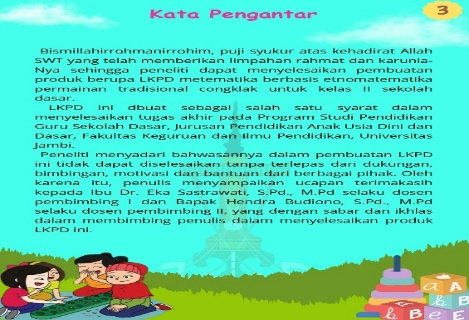 Kata Pengantar
3
Bismillahirrohmanirrohim, puji syukur atas kehadirat Allah
SWT yang telah memberikan limpahan rahmat dan karunia-
Nya sehingga peneliti dapat menyelesaikan pembuatan
produk berupa LKPD metematika berbasis etnomatematika
permainan tradisional congklak untuk kelas II sekolah
dasar.
LKPD ini dbuat sebagai salah satu syarat dalam
menyelesaikan tugas akhir pada Program Studi Pendidikan
Guru Sekolah Dasar, Jurusan Pendidikan Anak Usia Dini dan
Dasar, Fakultas Keguruan dan Ilmu Pendidikan, Universitas
Jambi.
Peneliti menyadari bahwasannya dalam pembuatan LKPD
ini tidak dapat diselesaikan tanpa terlepas dari dukungan,
bimbingan, motivasi dan bantuan dari berbagai pihak. Oleh
karena itu, penulis menyampaikan ucapan terimakasih
kepada Ibu Dr. Eka Sastrawati, S.Pd., M.Pd selaku dosen
pembimbing I dan Bapak Hendra Budiono, S.Pd., M.Pd
selaku dosen pembimbing II, yang dengan sabar dan ikhlas
dalam membimbing penulis dalam menyelesaikan produk
LKPD ini.
A
A B
B E E